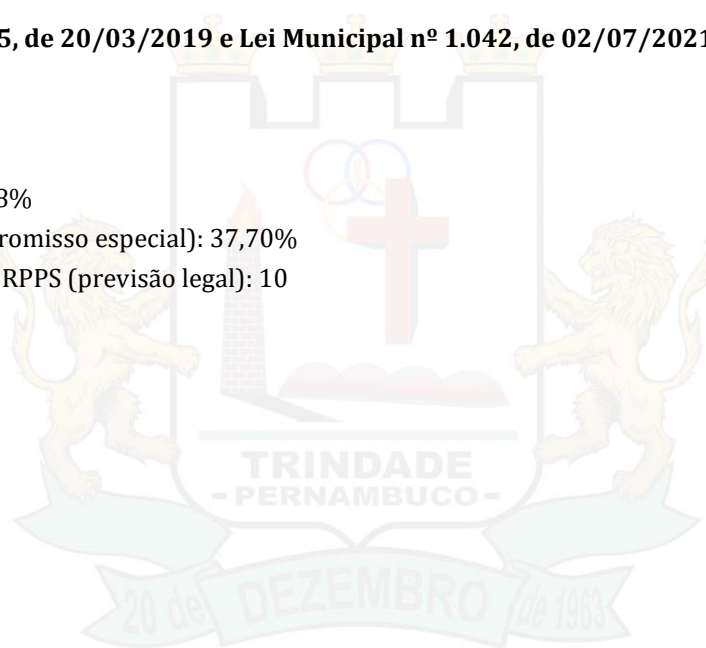 5, de 20/03/2019 e Lei Municipal nº 1.042, de 02/07/2021
8%
romisso especial): 37,70%
RPPS (previsão legal): 10
TRINDADE
- PERNAMBUCO -
20 de DEZEMBRO de 1963